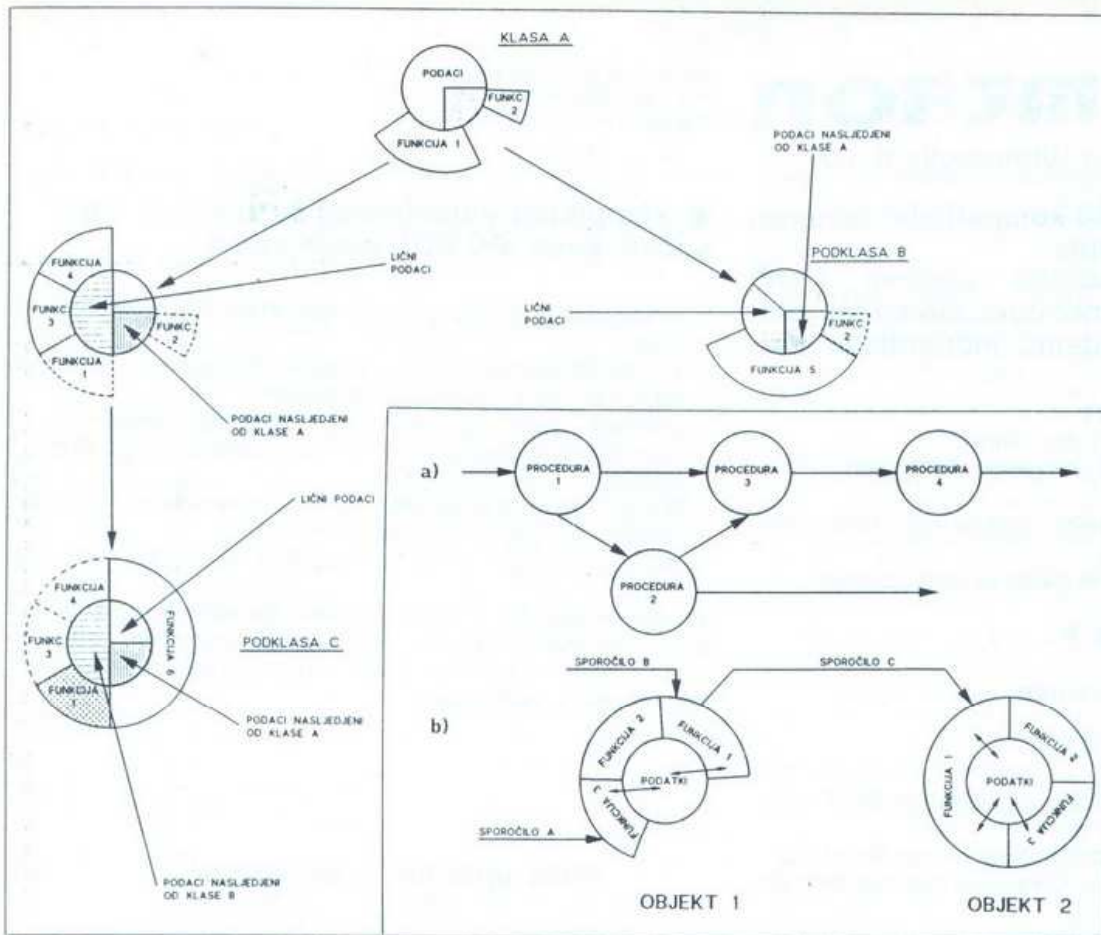 KLASA A
PODACI
FUNKC
2
FUNKCIJA 1
PODACI NASLJEDJENI
OD KLASE A
FUNKCIJA
4
FUNKC.
3
FUNKCIJA
1
FUNKC
2
LIČNI
PODACI
PODACI NASLJEDJENI
OD KLASE A
PODKLASA B
LIČNI
PODACI
FUNKC
2
FUNKCIJA 5
LIČNI PODACI
FUNKCIJA
4
FUNKC.
3
FUNKCIJA
1
FUNKCIJA 6
PODKLASA C
PODACI NASLJEDJENI
OD KLASE A
PODACI NASLJEDJENI
OD KLASE B
a)
PROCEDURA
1
PROCEDURA
3
PROCEDURA
4
PROCEDURA
2
b)
SPOROČILO B
SPOROČILO C
FUNKCIJA 2
FUNKCIJA 1
PODATKI
FUNKCIJA 3
SPOROČILO A
OBJEKT 1
FUNKCIJA 1
FUNKCIJA 2
PODATKI
FUNKCIJA 3
OBJEKT 2